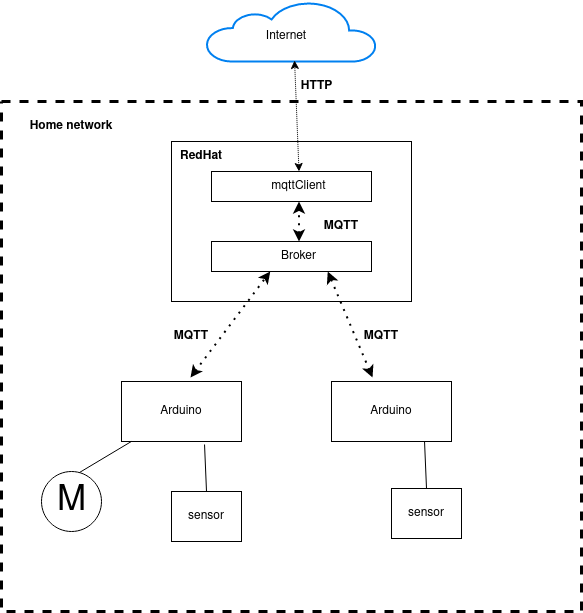 Internet
HTTP
Home network
RedHat
mqttClient
MQTT
Broker
MQTT
MQTT
Arduino
Arduino
M
sensor
sensor